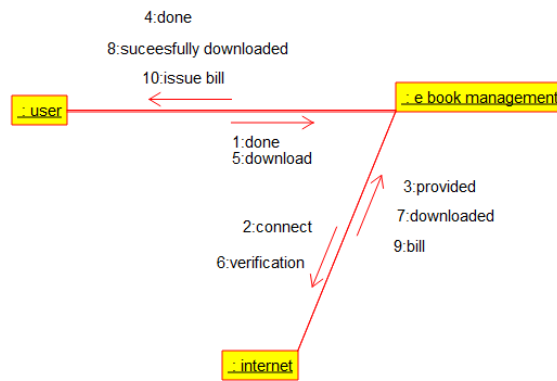 4:done
8:suceesfully downloaded
10:issue bill
: user
: e book management
1:done
5:download
3:provided
2:connect
7:downloaded
6:verification
9:bill
: internet